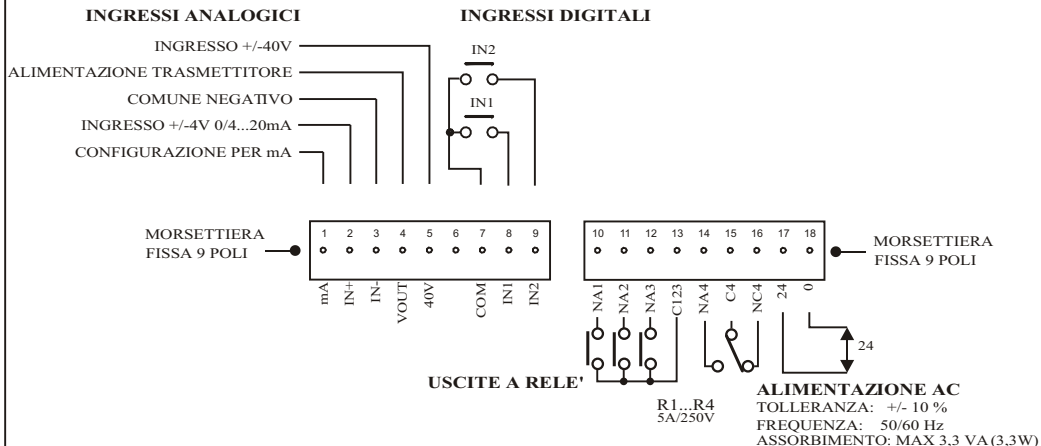 INGRESSI ANALOGICI
INGRESSI DIGITALI
INGRESSO +/-40V
ALIMENTAZIONE TRASMETTITORE
COMUNE NEGATIVO
INGRESSO +/-4V 0/4...20mA
CONFIGURAZIONE PER mA
IN2
IN1
MORSETTIERA
FISSA 9 POLI
1 2 3 4 5 6 7 8 9
mA IN+ IN- VOUT 40V COM IN1 IN2
10 11 12 13 14 15 16 17 18
NA1 NA2 NA3 C123 NA4 C4 NC4 24 0
MORSETTIERA
FISSA 9 POLI
24
USCITE A RELE'
R1...R4
5A/250V
ALIMENTAZIONE AC
TOLLERANZA: +/- 10 %
FREQUENZA: 50/60 Hz
ASSORBIMENTO: MAX 3,3 VA (3,3W)